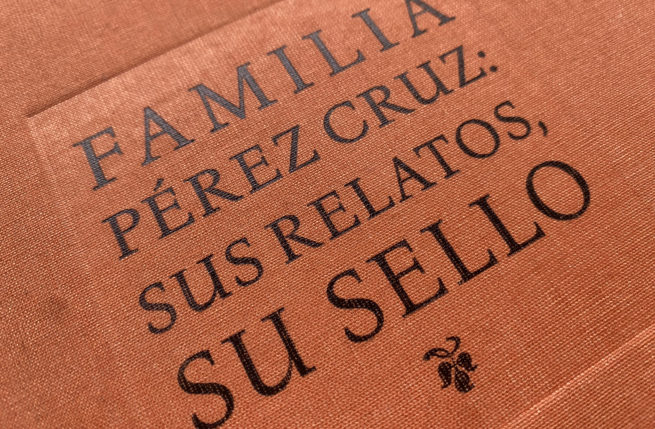 FAMILIA
PÉREZ CRUZ:
SUS RELATOS,
SU SELLO